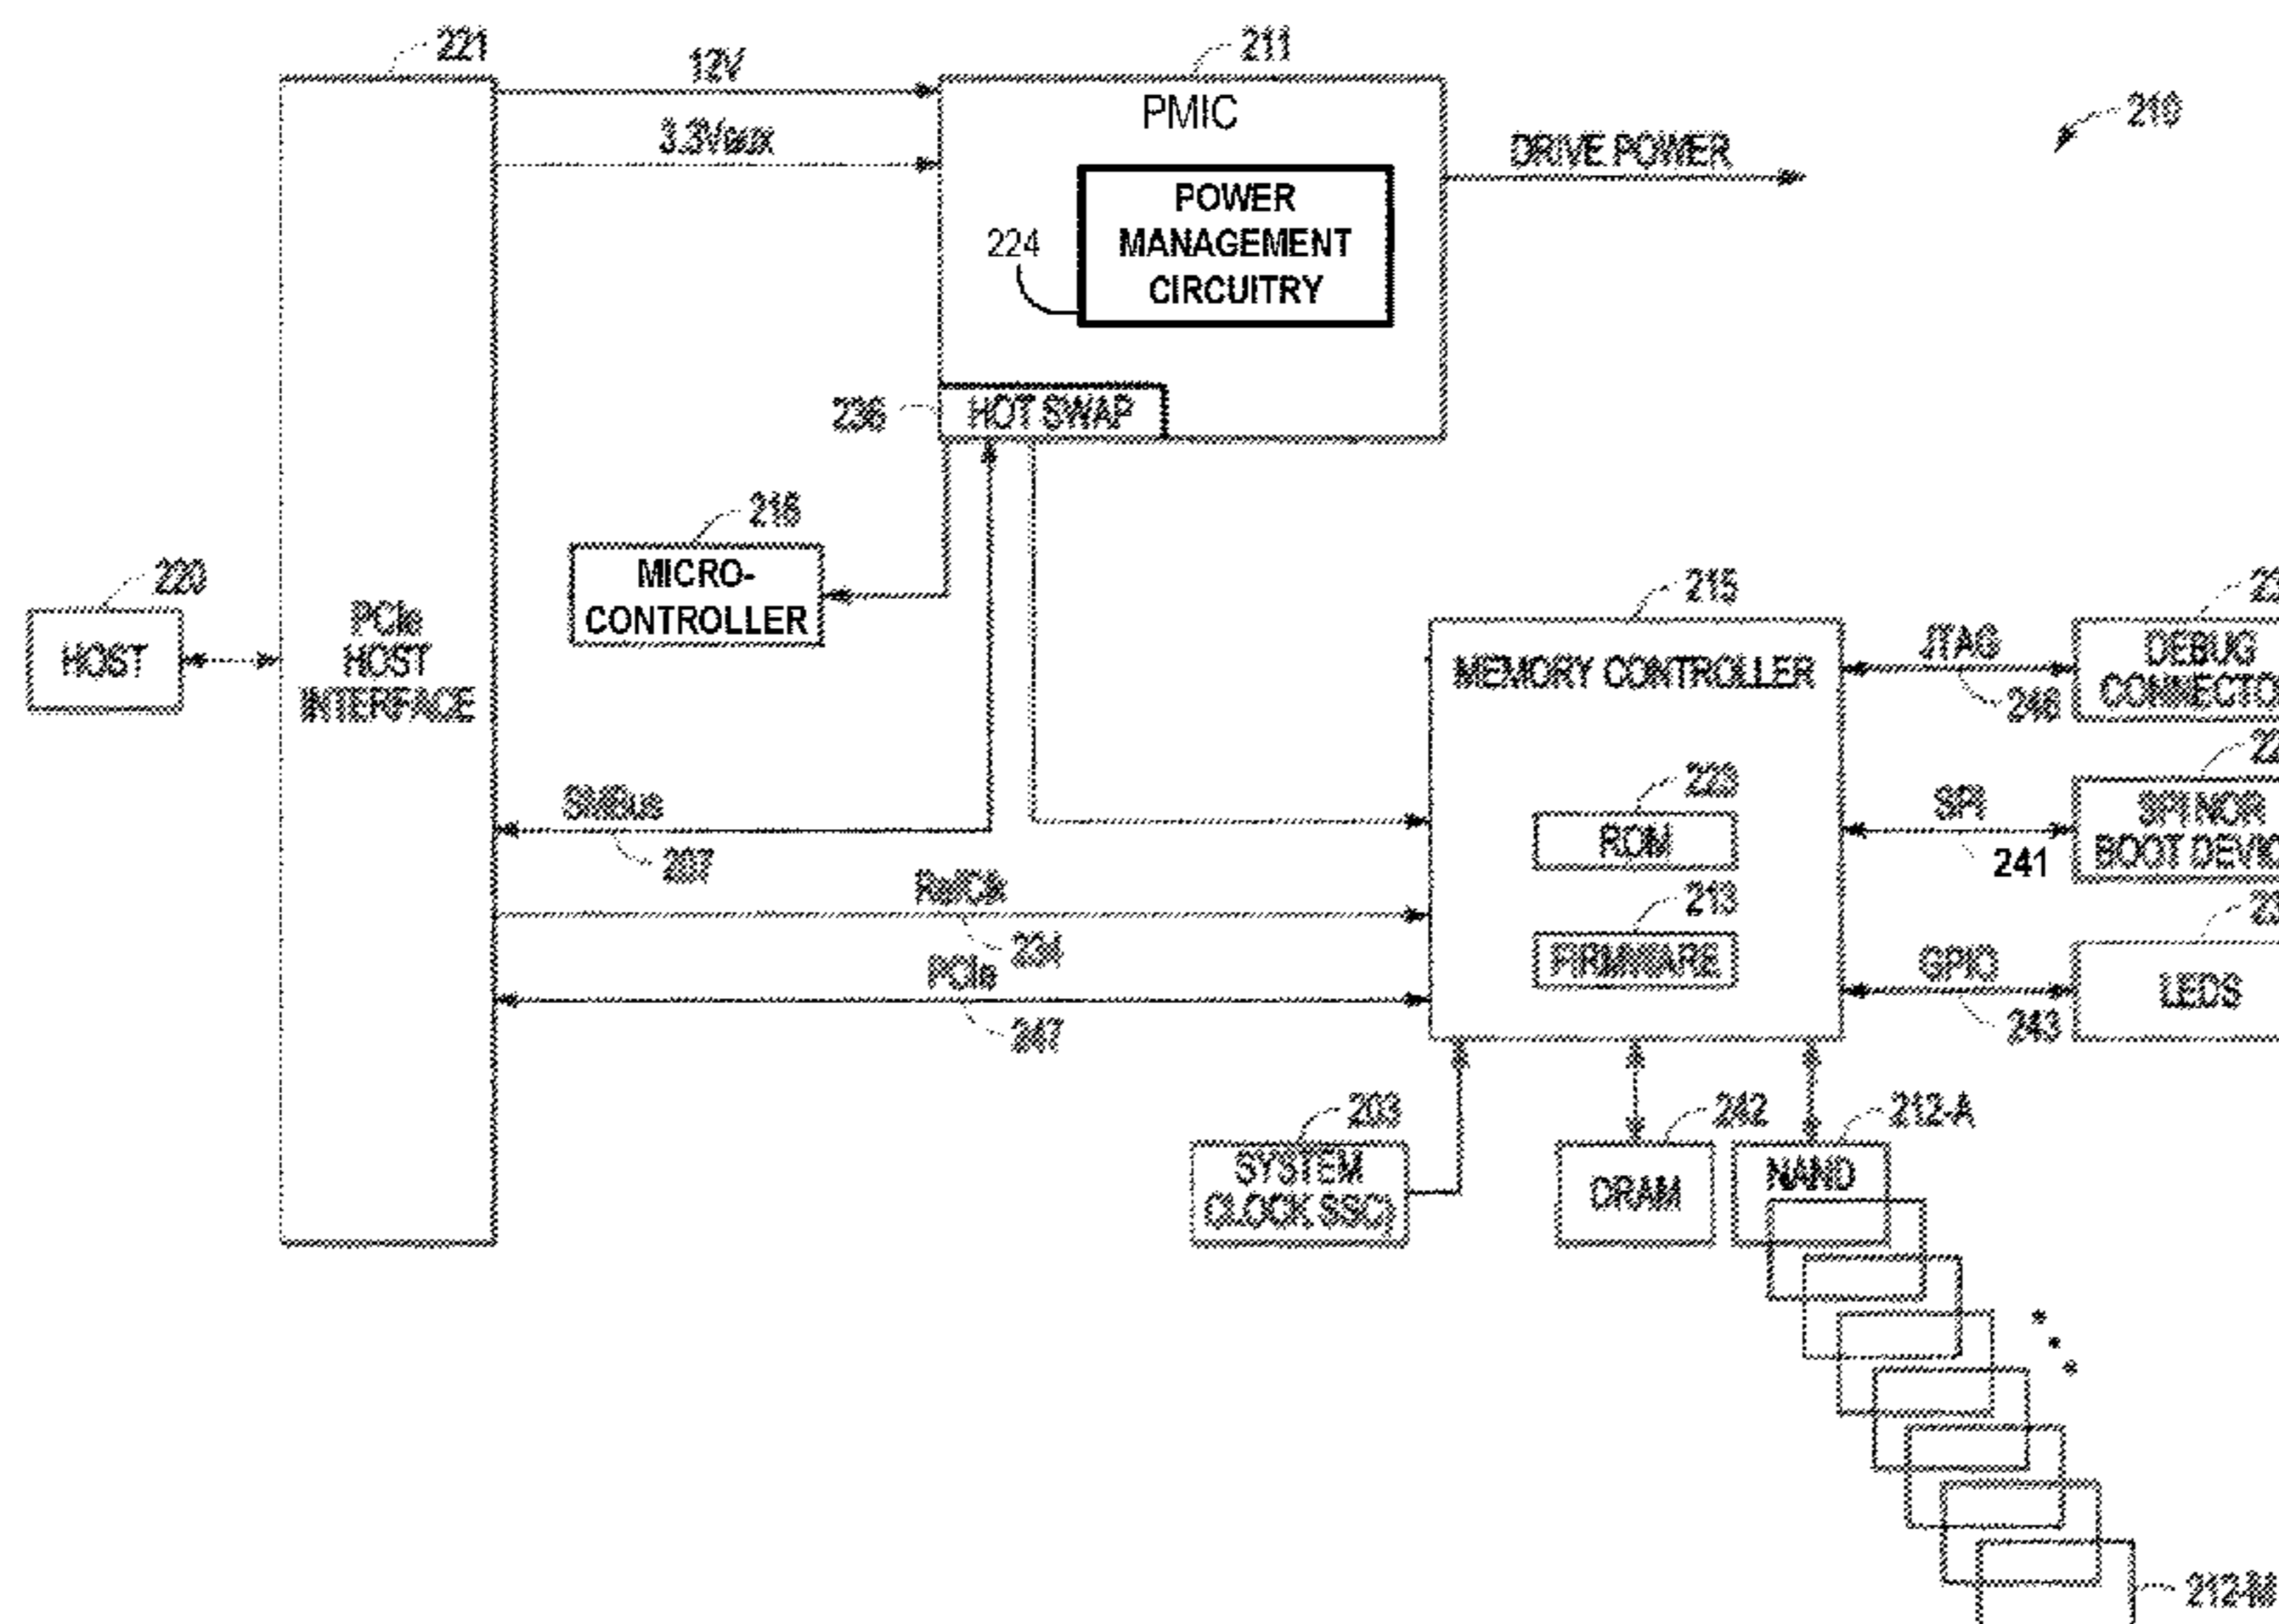 221
12V
211
210
PMIC
3.3Vaux
DRIVE POWER
POWER
MANAGEMENT
CIRCUITRY
224
236
HOT SWAP
216
MICRO-
CONTROLLER
220
HOST
PCIe
HOST
INTERFACE
215
MEMORY CONTROLLER
JTAG
246
DEBUG
SMBus
207
223
ROM
SPI
241
SPI NOR
BOOT
RefClk
234
213
FIRMWARE
GPIO
243
LEDS
PCIe
247
203
SYSTEM
CLOCK SSC)
242
DRAM
212-A
NAND
212-M